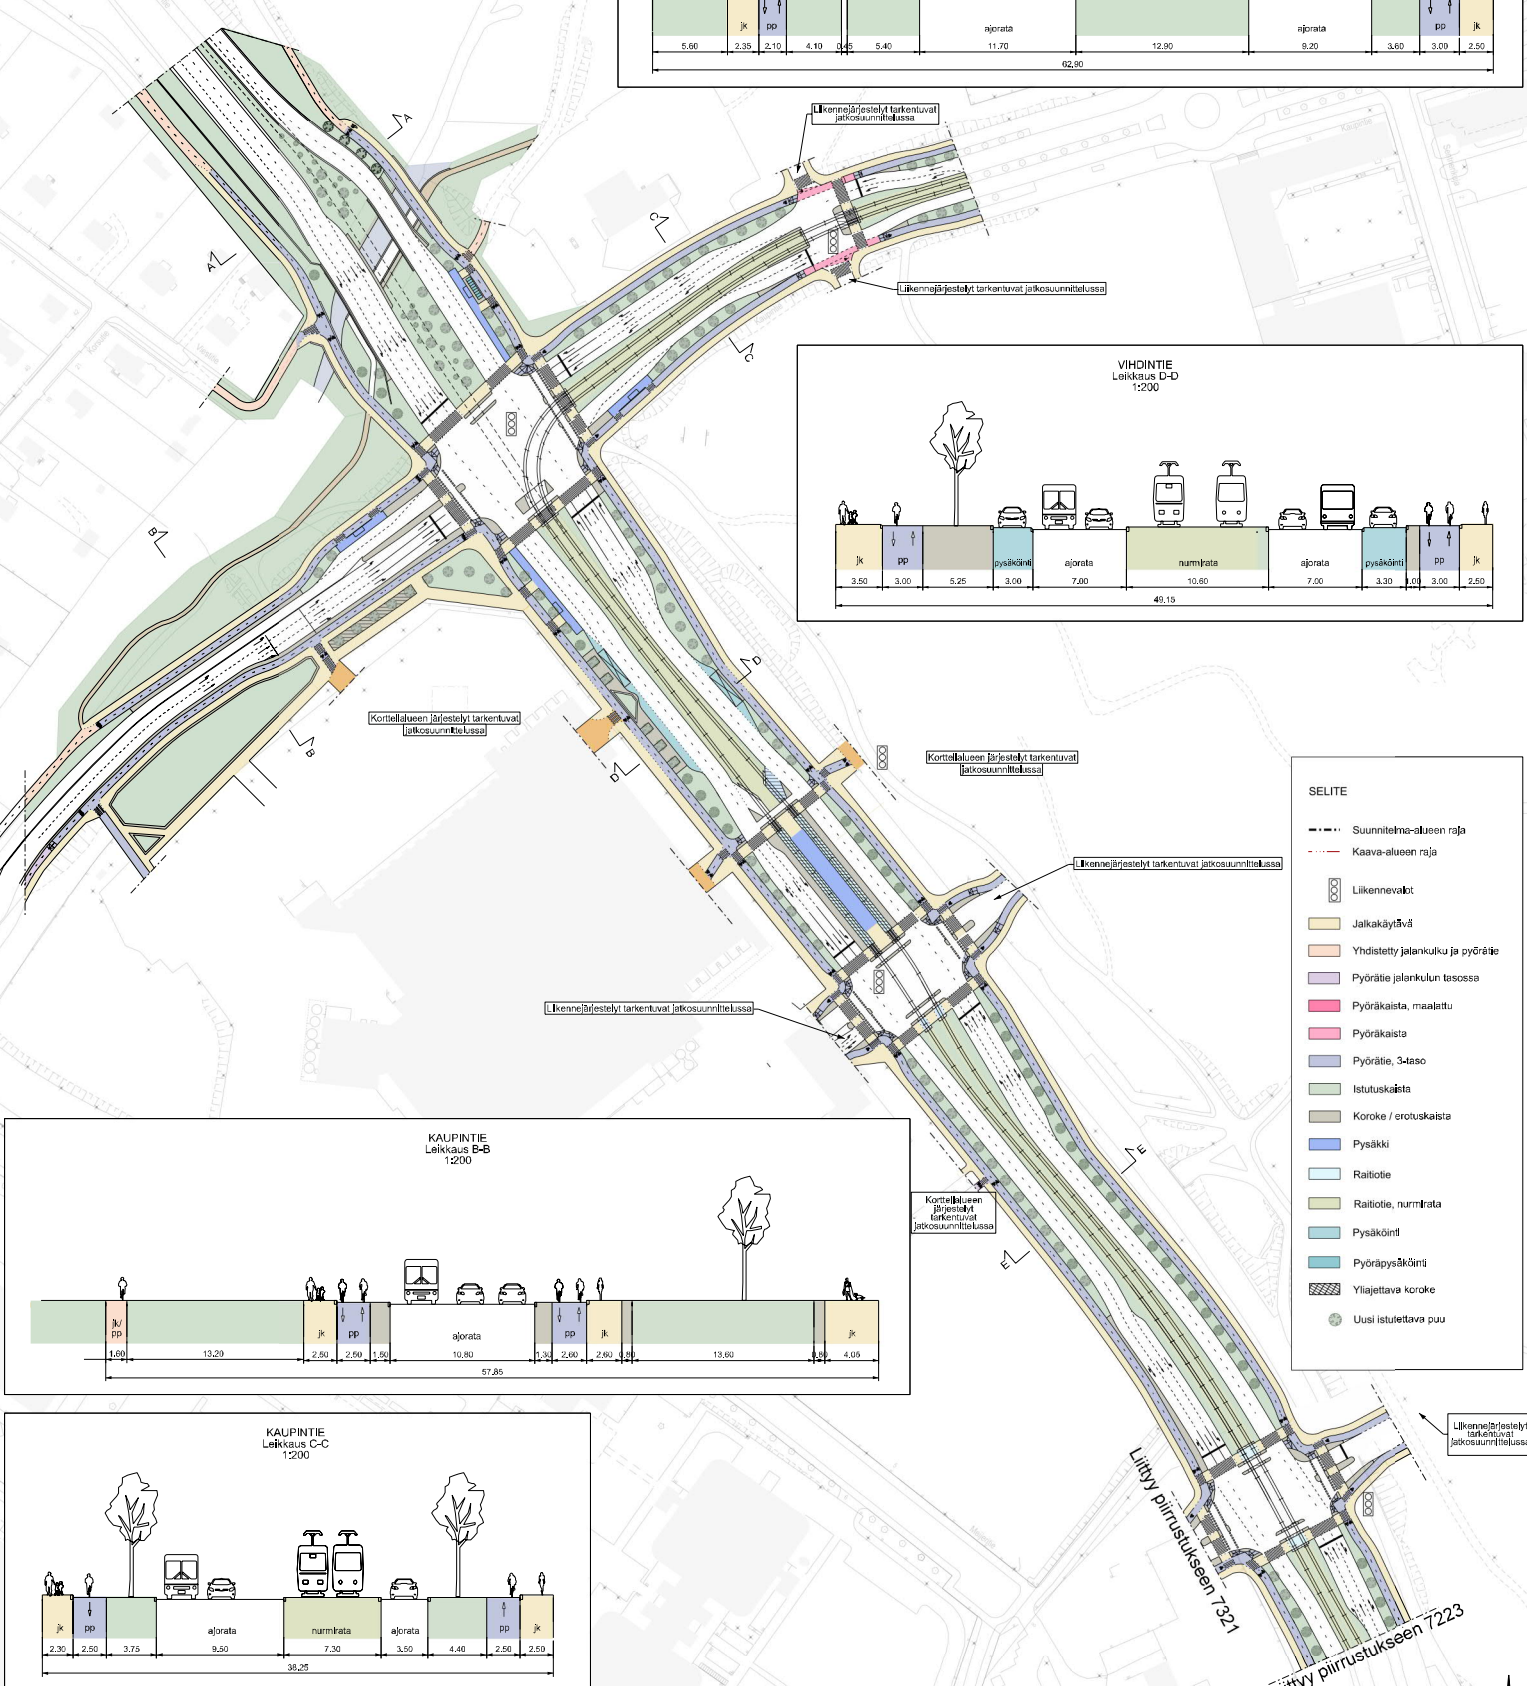 jk
pp
ajorata
ajorata
pp
jk
5.60
2.35
2.10
4.10
0.45
5.40
11.70
12.90
9.20
3.60
3.00
2.50
62.90
Liikennejärjestelyt tarkentuvat
jatkosuunnittelussa
A
A
C
C
Liikennejärjestelyt tarkentuvat jatkosuunnittelussa
Kaupintie
VIHDINTIE
Leikkaus D-D
1:200
jk
pp
pysäköinti
ajorata
nurmirata
ajorata
pysäköinti
pp
jk
3.50
3.00
5.25
3.00
7.00
10.60
7.00
3.30
1.00
3.00
2.50
49.15
B
B
D
D
Korttelialueen järjestelyt tarkentuvat
jatkosuunnittelussa
Korttelialueen järjestelyt tarkentuvat
jatkosuunnittelussa
Liikennejärjestelyt tarkentuvat jatkosuunnittelussa
Liikennejärjestelyt tarkentuvat jatkosuunnittelussa
SELITE
Suunnitelma-alueen raja
Kaava-alueen raja
Liikennevalot
Jalkakäytävä
Yhdistetty jalankulku ja pyörätie
Pyörätie jalankulun tasossa
Pyöräkaista, maalattu
Pyöräkaista
Pyörätie, 3-taso
Istutuskaista
Koroke / erotuskaista
Pysäkki
Raitiotie
Raitiotie, nurmirata
Pysäköinti
Pyöräpysäköinti
Yliajettava koroke
Uusi istutettava puu
KAUPINTIE
Leikkaus B-B
1:200
jk/
pp
jk
pp
ajorata
pp
jk
jk
1.60
13.20
2.50
2.50
1.50
10.80
1.30
2.60
2.60
0.80
13.60
0.80
4.05
57.85
Korttelialueen
järjestelyt
tarkentuvat
jatkosuunnittelussa
E
E
KAUPINTIE
Leikkaus C-C
1:200
jk
pp
ajorata
nurmirata
ajorata
pp
jk
2.30
2.50
3.75
9.50
7.30
3.50
4.40
2.50
2.50
38.25
Liikennejärjestelyt
tarkentuvat
jatkosuunnittelussa
Liittyy piirrustukseen 7321
Liittyy piirrustukseen 7223